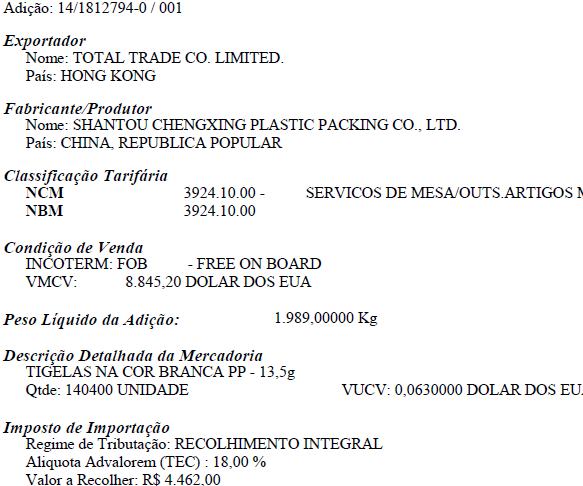 Adição: 14/1812794-0 / 001
Exportador
Nome: TOTAL TRADE CO. LIMITED.
País: HONG KONG
Fabricante/Produtor
Nome: SHANTOU CHENGXING PLASTIC PACKING CO., LTD.
País: CHINA, REPUBLICA POPULAR
Classificação Tarifária
NCM 3924.10.00 - SERVICOS DE MESA/OUTS.ARTIGOS M
NBM 3924.10.00
Condição de Venda
INCOTERM: FOB - FREE ON BOARD
VMCV: 8.845,20 DOLAR DOS EUA
Peso Líquido da Adição: 1.989,00000 Kg
Descrição Detalhada da Mercadoria
TIGELAS NA COR BRANCA PP - 13,5g
Qtde: 140400 UNIDADE VUCV: 0,0630000 DOLAR DOS EU
Imposto de Importação
Regime de Tributação: RECOLHIMENTO INTEGRAL
Aliquota Advalorem (TEC) : 18,00 %
Valor a Recolher: R$ 4.462,00